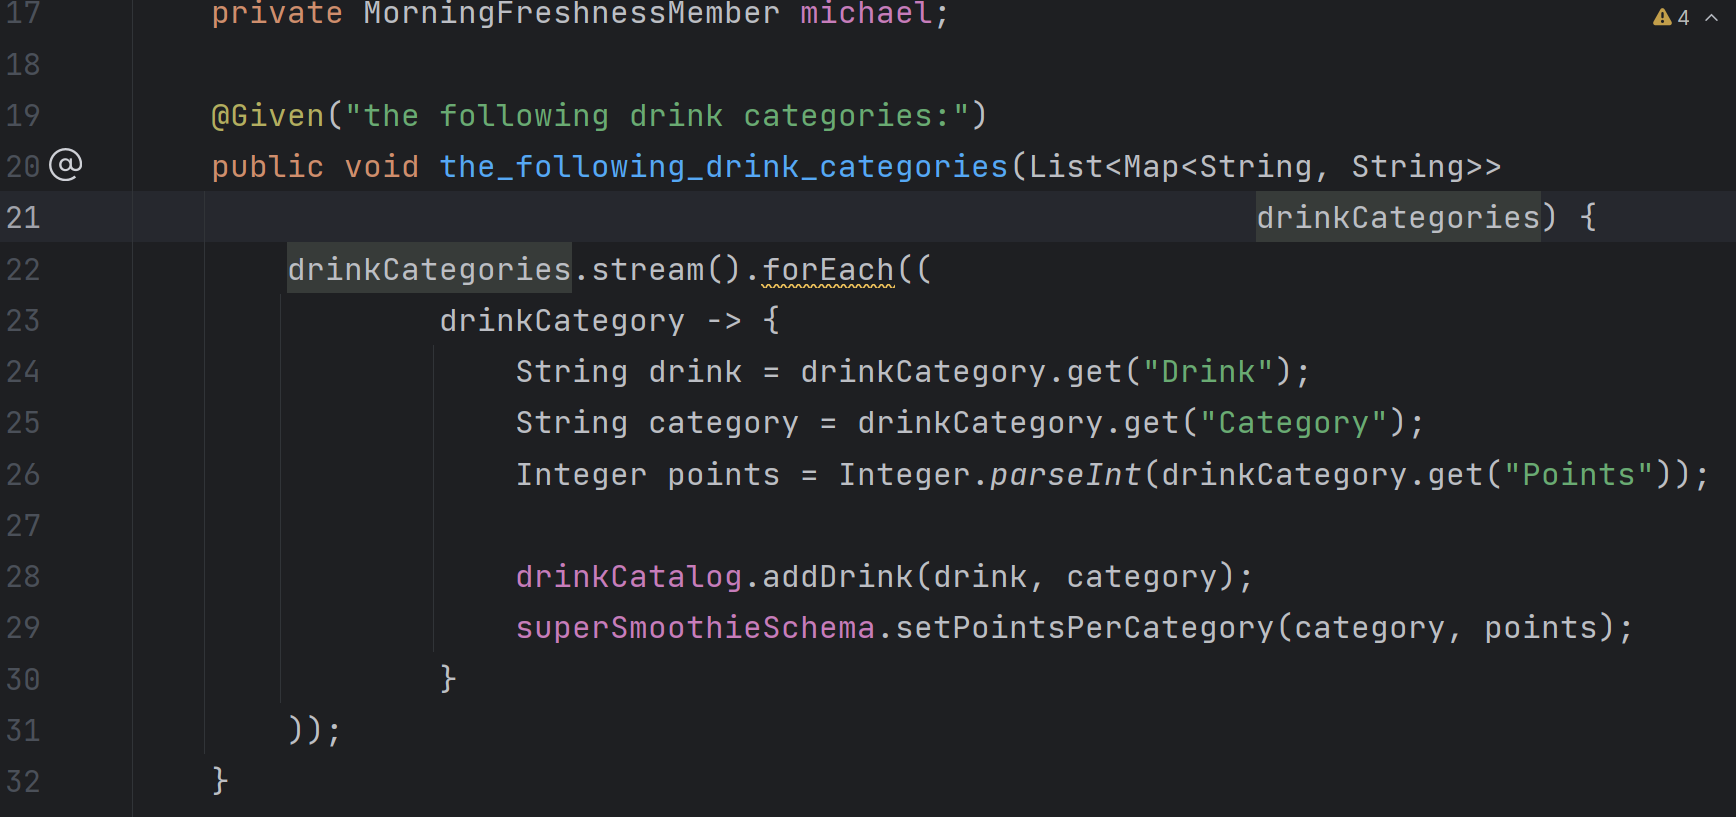 17 private MorningFreshnessMember michael; 4
18
19 @Given("the following drink categories:")
20 @ public void the_following_drink_categories(List<Map<String, String>>
21 drinkCategories) {
22 drinkCategories.stream().forEach((
23 drinkCategory -> {
24 String drink = drinkCategory.get("Drink");
25 String category = drinkCategory.get("Category");
26 Integer points = Integer.parseInt(drinkCategory.get("Points"));
27
28 drinkCatalog.addDrink(drink, category);
29 superSmoothieSchema.setPointsPerCategory(category, points);
30 }
31 ));
32 }